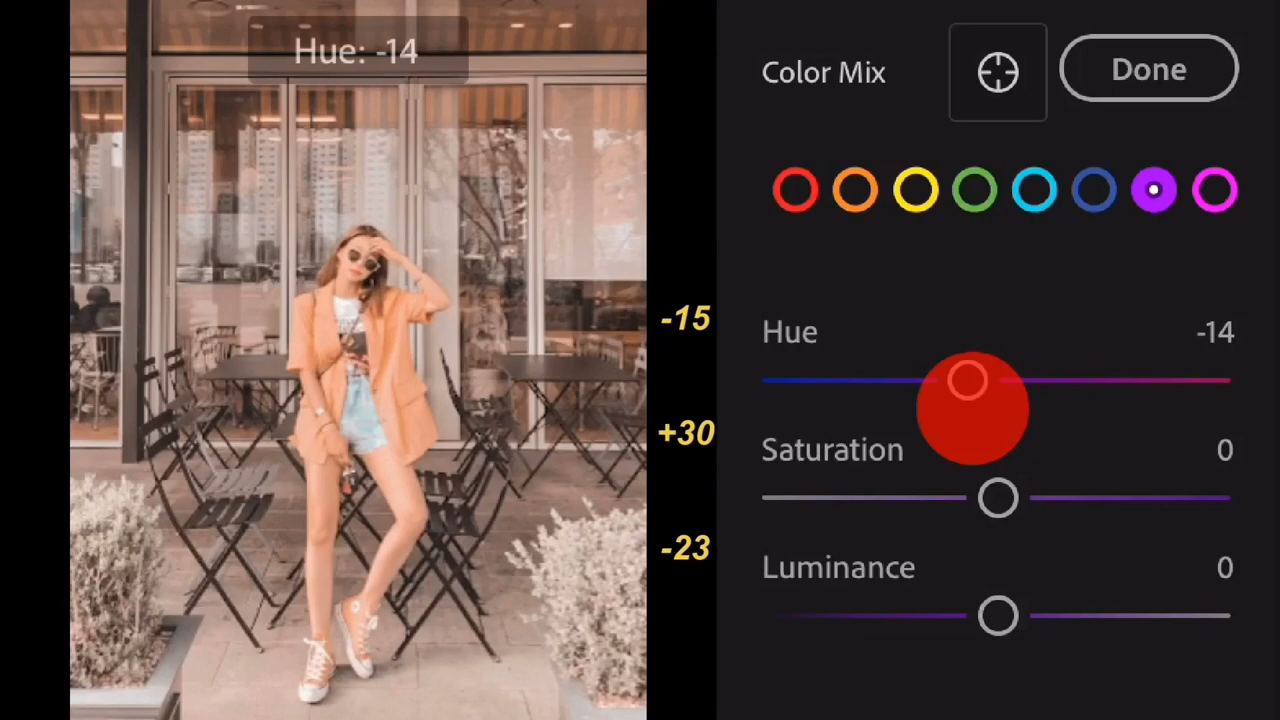 Hue: -14
Color Mix
Done
-15
Hue
-14
+30
Saturation
0
-23
Luminance
0